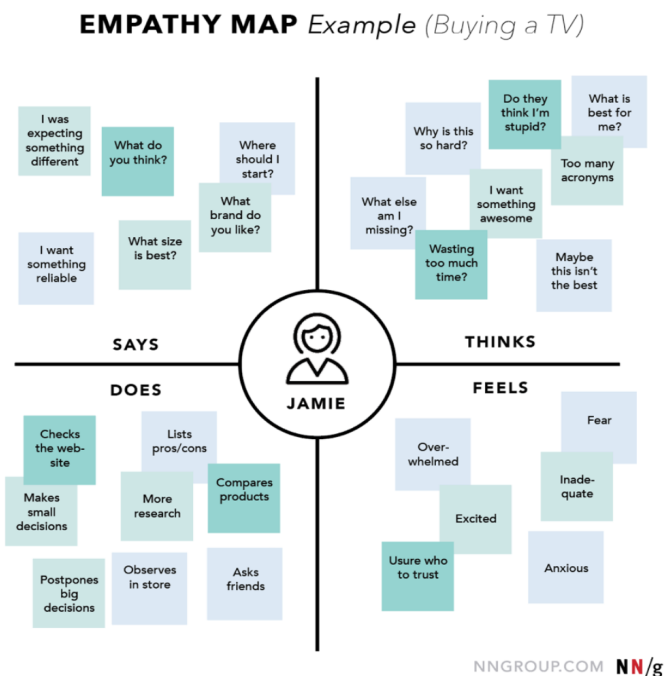 EMPATHY MAP Example (Buying a TV)
I was
expecting
something
different
What do
you think?
Where
should I
start?
What
brand do
you like?
What size
is best?
I want
something
reliable
SAYS
Do they
think I'm
stupid?
What is
best for
me?
Why is this
so hard?
Too many
acronyms
I want
something
awesome
What else
am I
missing?
Wasting
too much
time?
Maybe
this isn't
the best
THINKS
JAMIE
DOES
Checks
the web-
site
Lists
pros/cons
Compares
products
Makes
small
decisions
More
research
Postpones
big
decisions
Observes
in store
Asks
friends
FEELS
Fear
Over-
whelmed
Inade-
quate
Excited
Usure who
to trust
Anxious
NNGROUP.COM NN/g